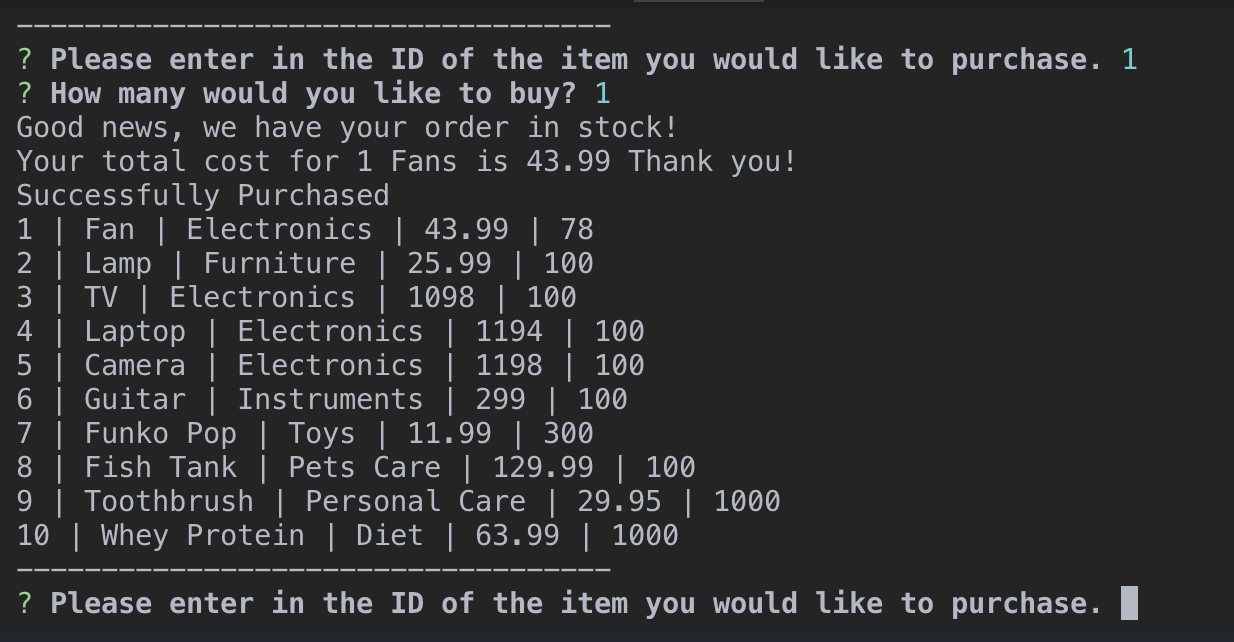 -----------------------------------
? Please enter in the ID of the item you would like to purchase. 1
? How many would you like to buy? 1
Good news, we have your order in stock!
Your total cost for 1 Fans is 43.99 Thank you!
Successfully Purchased
1 | Fan | Electronics | 43.99 | 78
2 | Lamp | Furniture | 25.99 | 100
3 | TV | Electronics | 1098 | 100
4 | Laptop | Electronics | 1194 | 100
5 | Camera | Electronics | 1198 | 100
6 | Guitar | Instruments | 299 | 100
7 | Funko Pop | Toys | 11.99 | 300
8 | Fish Tank | Pets Care | 129.99 | 100
9 | Toothbrush | Personal Care | 29.95 | 1000
10 | Whey Protein | Diet | 63.99 | 1000
-----------------------------------
? Please enter in the ID of the item you would like to purchase.